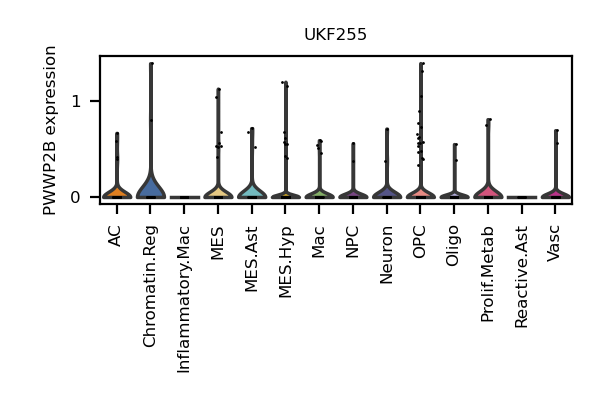 UKF255
PWWP2B expression
1
0
AC
Chromatin.Reg
Inflammatory.Mac
MES
MES.Ast
MES.Hyp
Mac
NPC
Neuron
OPC
Oligo
Prolif.Metab
Reactive.Ast
Vasc